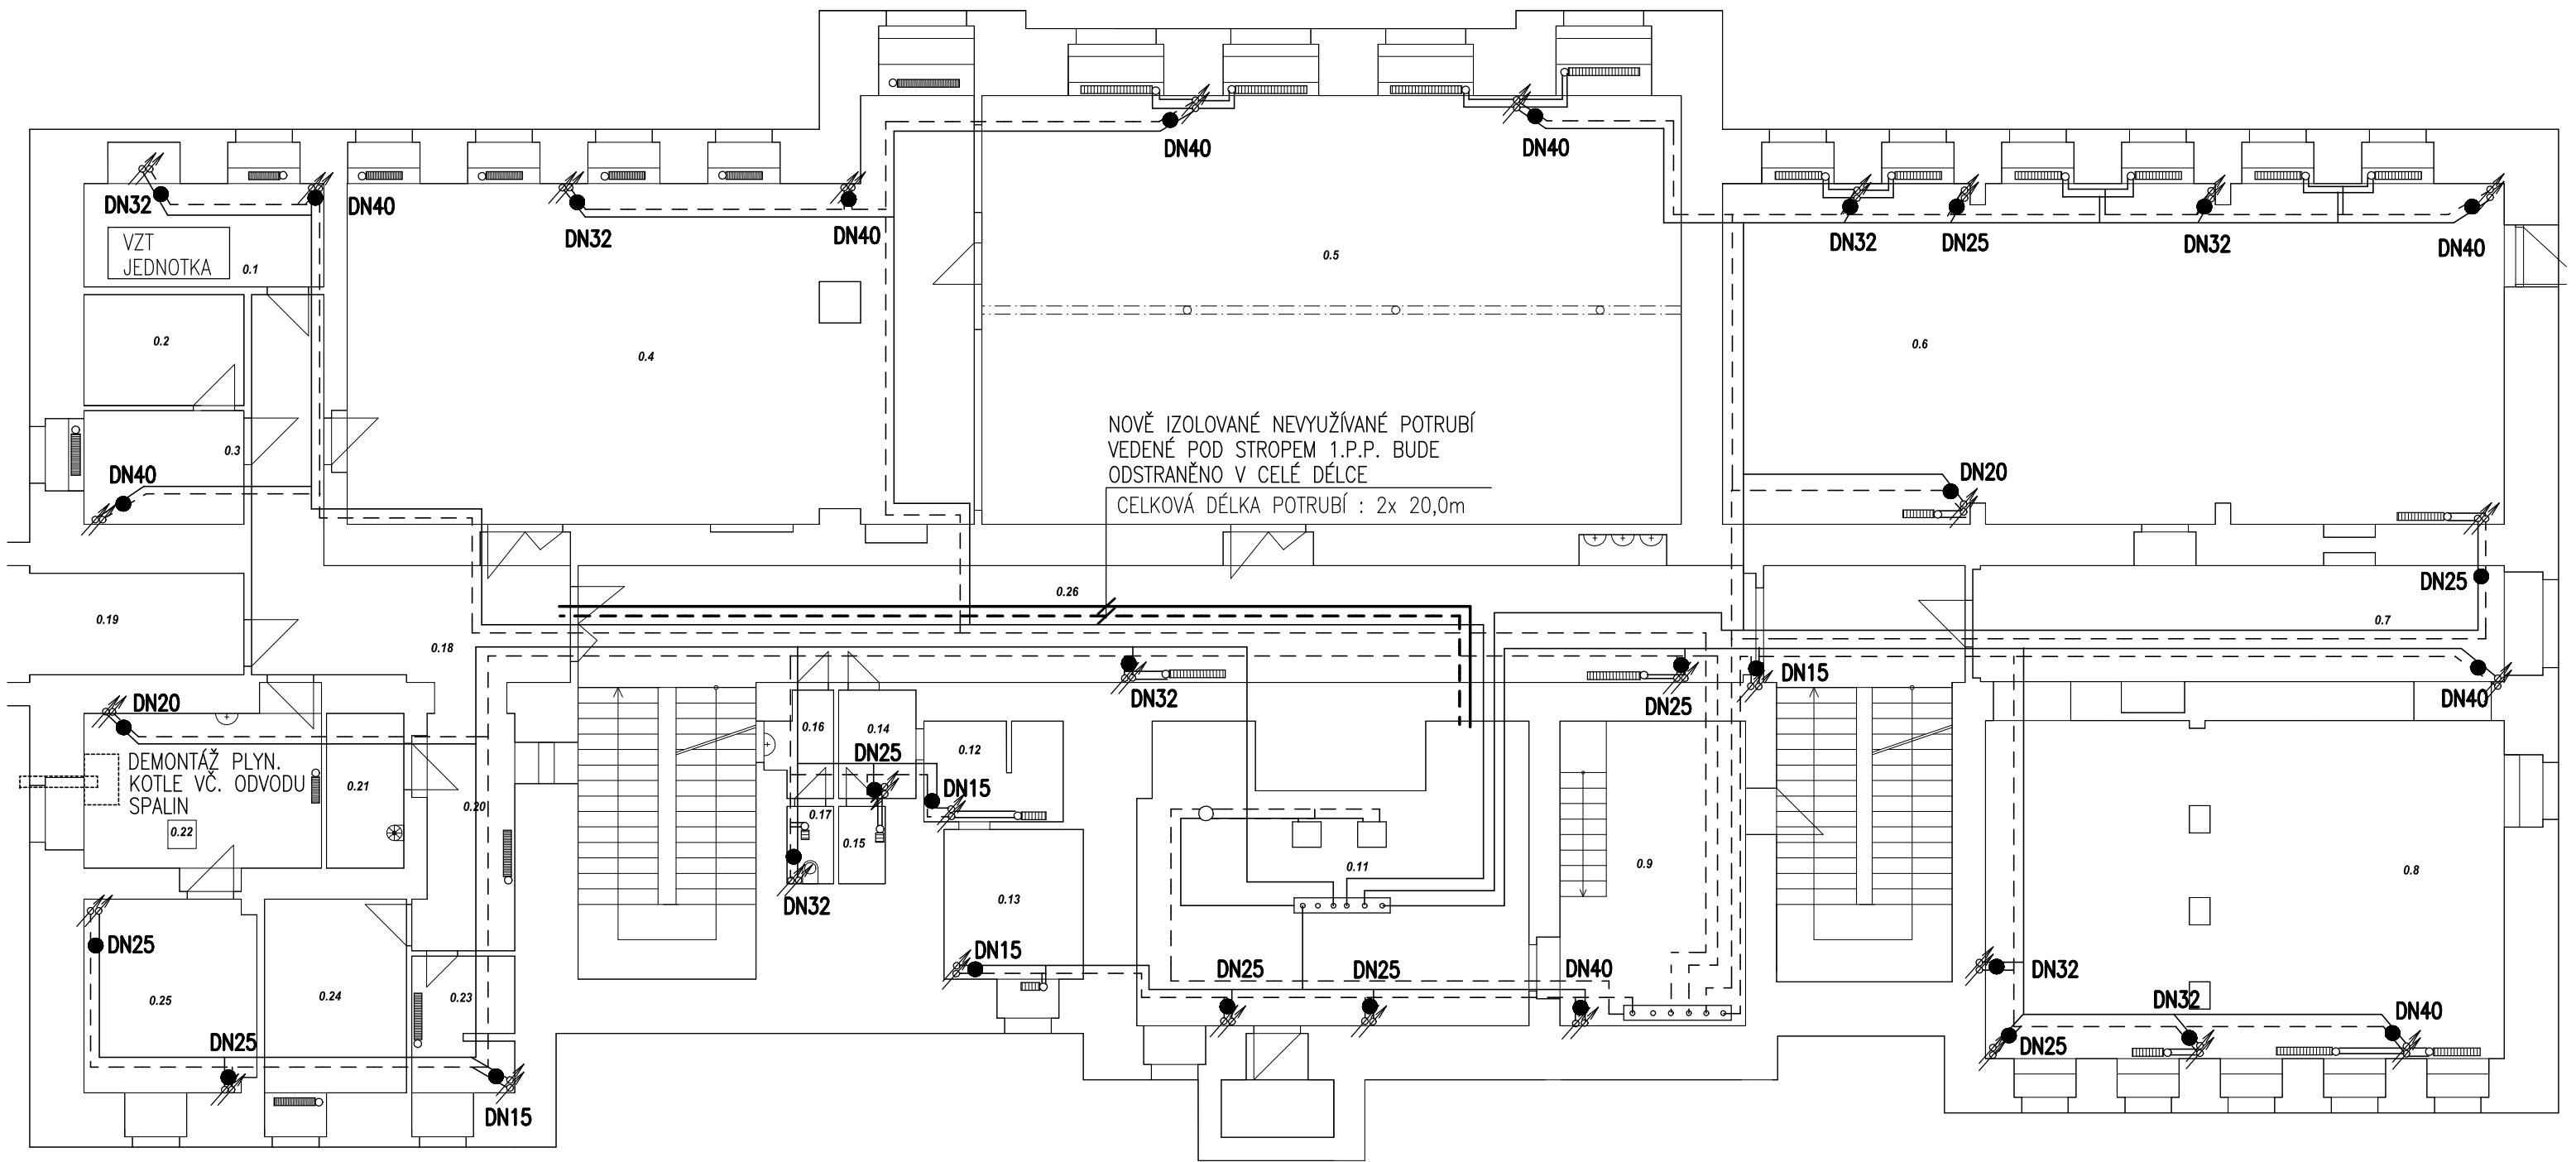 DN40
DN40
DN32
DN40
DN32
DN40
DN32
DN25
DN32
DN40
VZT
JEDNOTKA
0.1
0.5
0.2
0.4
0.6
0.3
DN40
NOVĚ IZOLOVANÉ NEVYUŽÍVANÉ POTRUBÍ
VEDENÉ POD STROPEM 1.P.P. BUDE
ODSTRANĚNO V CELÉ DÉLCE
CELKOVÁ DÉLKA POTRUBÍ : 2x 20,0m
DN20
DN25
0.26
0.19
0.18
0.7
DN32
DN25
DN15
DN40
DN20
0.16
0.14
0.12
DEMONTÁŽ PLYN.
KOTLE VČ. ODVODU
SPALIN
0.21
0.20
0.22
DN25
DN15
0.17
0.15
0.11
0.9
0.8
DN32
0.13
DN25
DN15
DN25
DN25
DN40
DN32
0.25
0.24
0.23
DN25
DN32
DN40
DN25
DN15